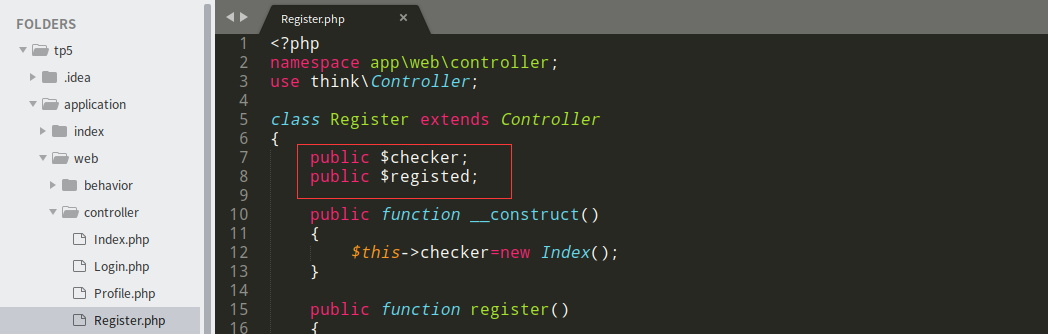 FOLDERS
tp5
.idea
application
index
web
behavior
controller
Index.php
Login.php
Profile.php
Register.php
Register.php ×
1 <?php
2 namespace app\web\controller;
3 use think\Controller;
4
5 class Register extends Controller
6 {
7     public $checker;
8     public $registed;
9
10     public function __construct()
11     {
12         $this->checker=new Index();
13     }
14
15     public function register()
16     {